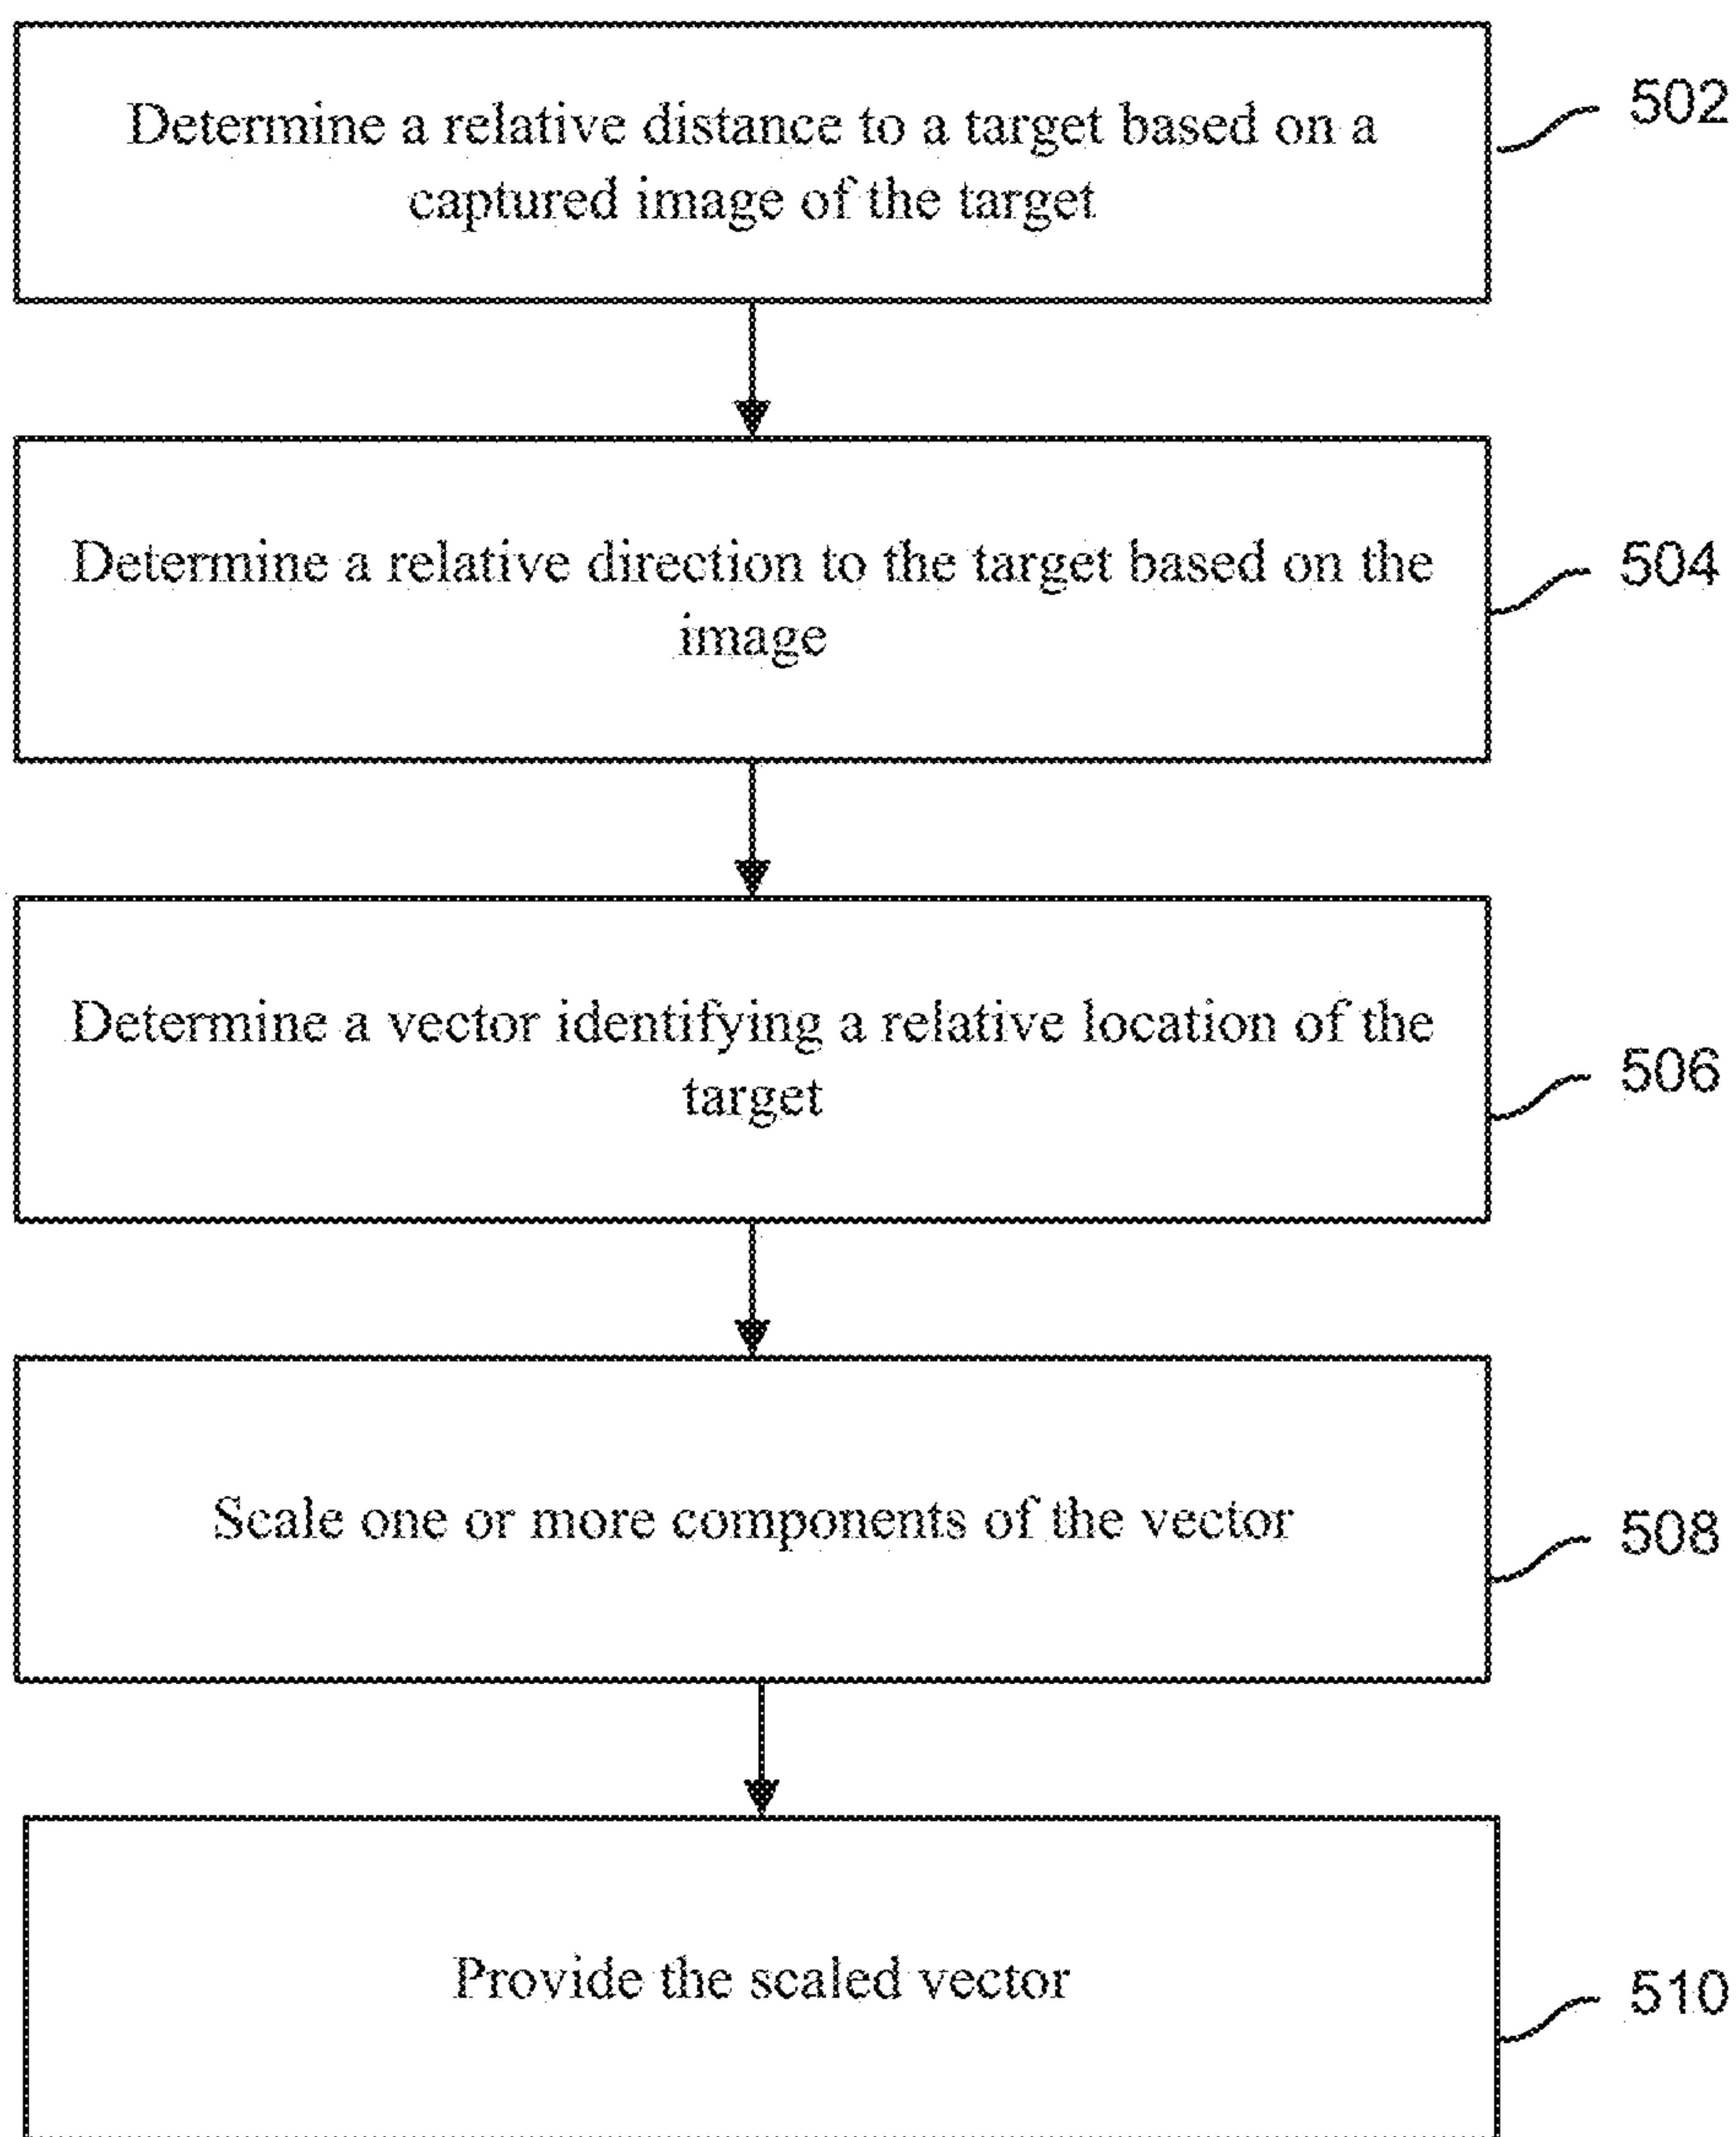 Determine a relative distance to a target based on a
captured image of the target
502
Determine a relative direction to the target based on the
image
504
Determine a vector identifying a relative location of the
target
506
Scale one or more components of the vector
508
Provide the scaled vector
510